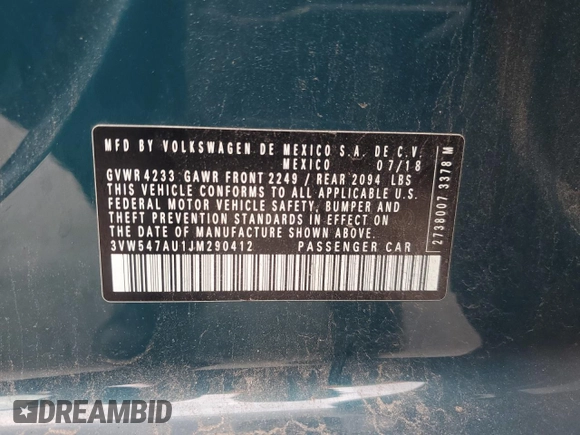 MFD BY VOLKSWAGEN DE MEXICO S.A. DE C.V.
MEXICO 07/18
GVWR 4233 GAWR FRONT 2249 / REAR 2094 LBS
THIS VEHICLE CONFORMS TO ALL APPLICABLE U.S.
FEDERAL MOTOR VEHICLE SAFETY, BUMPER AND
THEFT PREVENTION STANDARDS IN EFFECT ON
THE DATE OF MANUFACTURE SHOWN ABOVE.
3VW547AU1JM290412 PASSENGER CAR
2738007 3378 M
DREAMBID